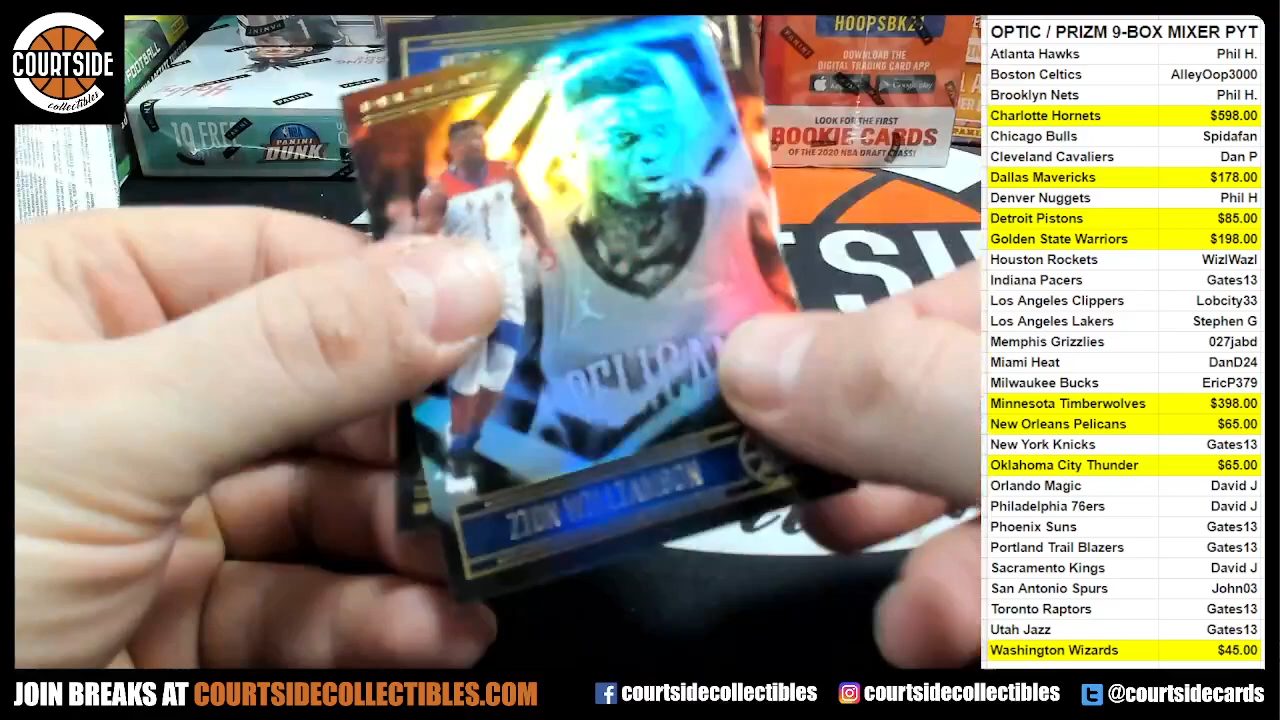 COURTSIDE
collectibles
FOOTBALL
PANINI
PANINI
NBA
PANINI
DUNK
HOOPSBK21
DOWNLOAD THE
DIGITAL TRADING CARD APP
LOOK FOR THE FIRST
ROOKIE CARDS
OF THE 2020 NBA DRAFT CLASS!
PELICANS
ZION WILLIAMSON
OPTIC / PRIZM 9-BOX MIXER PYT
Atlanta Hawks Phil H.
Boston Celtics AlleyOop3000
Brooklyn Nets Phil H.
Charlotte Hornets $598.00
Chicago Bulls Spidafan
Cleveland Cavaliers Dan P
Dallas Mavericks $178.00
Denver Nuggets Phil H
Detroit Pistons $85.00
Golden State Warriors $198.00
Houston Rockets WizlWazl
Indiana Pacers Gates13
Los Angeles Clippers Lobcity33
Los Angeles Lakers Stephen G
Memphis Grizzlies 027jabd
Miami Heat DanD24
Milwaukee Bucks EricP379
Minnesota Timberwolves $398.00
New Orleans Pelicans $65.00
New York Knicks Gates13
Oklahoma City Thunder $65.00
Orlando Magic David J
Philadelphia 76ers David J
Phoenix Suns Gates13
Portland Trail Blazers Gates13
Sacramento Kings David J
San Antonio Spurs John03
Toronto Raptors Gates13
Utah Jazz Gates13
Washington Wizards $45.00
JOIN BREAKS AT COURTSIDECOLLECTIBLES.COM
courtsidecollectibles
courtsidecollectibles
@courtsidecards